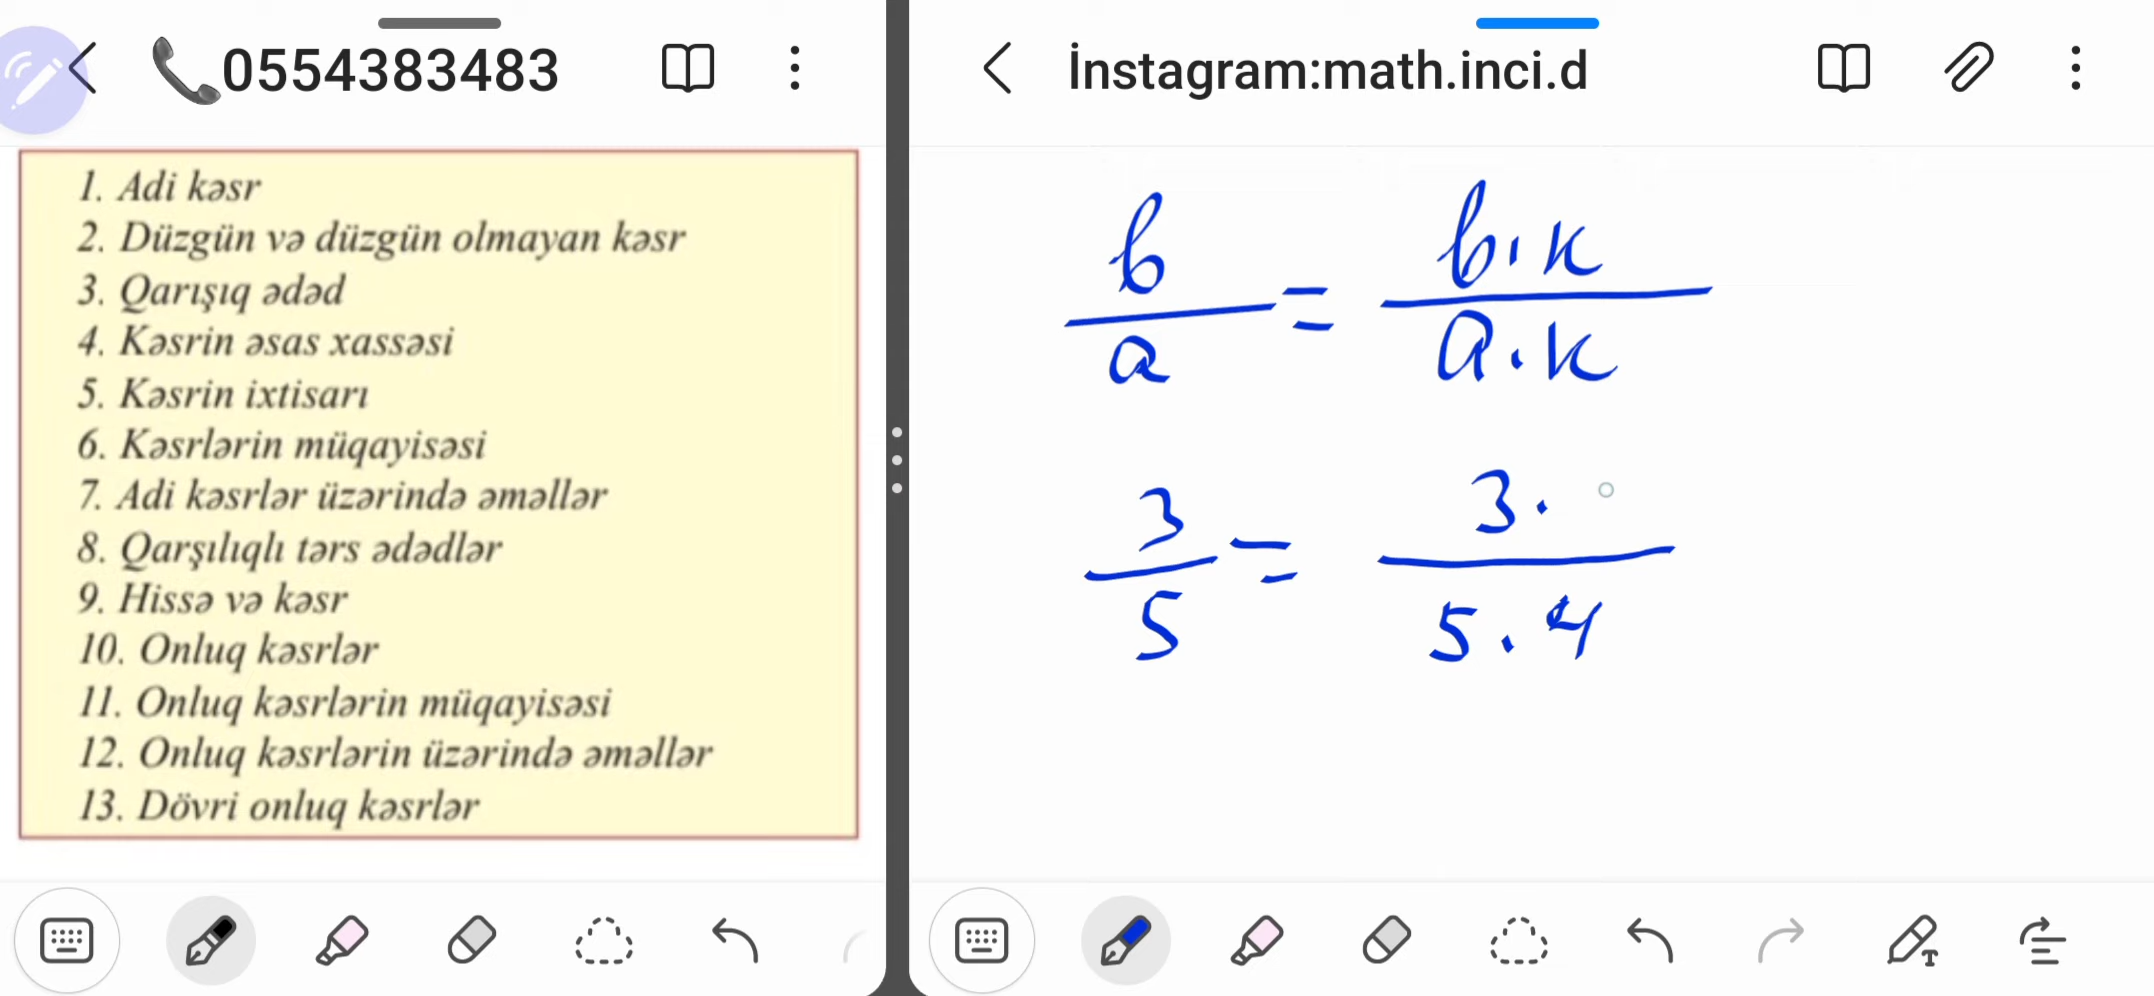 0554383483
1. Adi kəsr
2. Düzgün və düzgün olmayan kəsr
3. Qarışıq ədəd
4. Kəsrin əsas xassəsi
5. Kəsrin ixtisarı
6. Kəsrlərin müqayisəsi
7. Adi kəsrlər üzərində əməllər
8. Qarşılıqlı tərs ədədlər
9. Hissə və kəsr
10. Onluq kəsrlər
11. Onluq kəsrlərin müqayisəsi
12. Onluq kəsrlərin üzərində əməllər
13. Dövri onluq kəsrlər
İnstagram:math.inci.d
b/a = b·k/a·k
3/5 = 3·/5·4